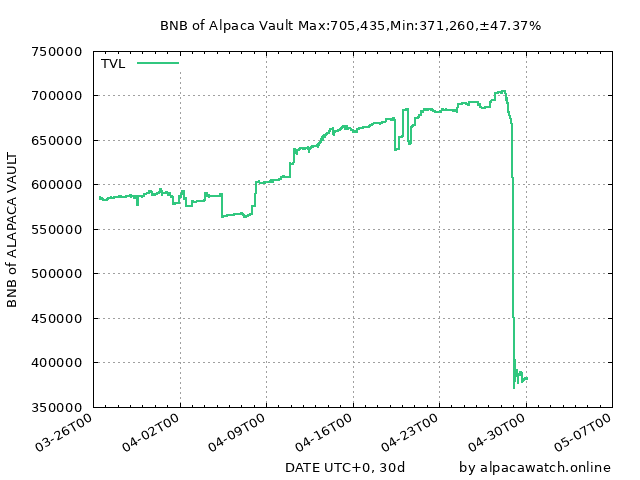 BNB of Alpaca Vault Max:705,435,Min:371,260,±47.37%
TVL
750000
700000
650000
600000
550000
500000
450000
400000
350000
BNB of ALAPACA VAULT
03-26T00
04-02T00
04-09T00
04-16T00
04-23T00
04-30T00
05-07T00
DATE UTC+0, 30d
by alpacawatch.online